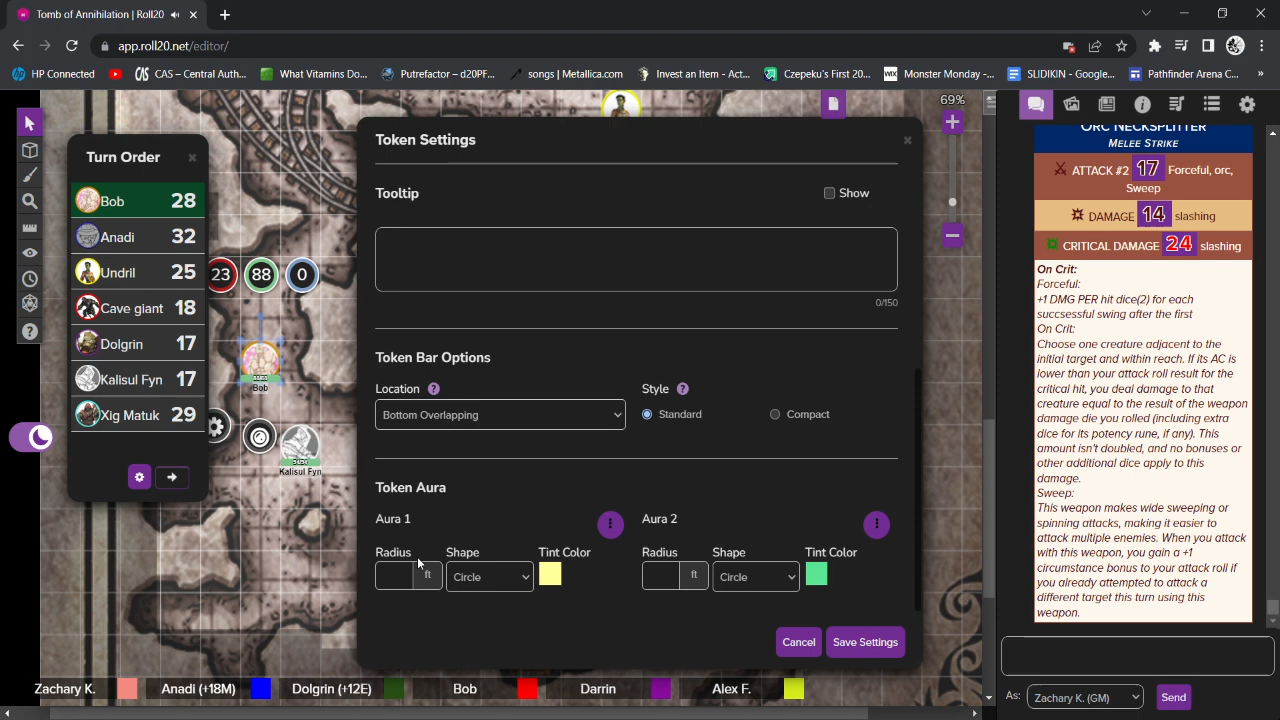 Tomb of Annihilation | Roll20
app.roll20.net/editor/
HP Connected
CAS – Central Auth...
What Vitamins Do...
Putrefactor – d20PF...
songs | Metallica.com
Invest an Item - Act...
Czepeku's First 20...
WIX
Monster Monday -...
SLIDIKIN - Google...
Pathfinder Arena C...
»
69%
Turn Order
Bob 28
Anadi 32
Undril 25
Cave giant 18
Dolgrin 17
Kalisul Fyn 17
Xig Matuk 29
23
88
0
Bob
Kalisul Fyn
Token Settings
Tooltip
Show
0/150
Token Bar Options
Location
Style
Bottom Overlapping
Standard
Compact
Token Aura
Aura 1
Aura 2
Radius
Shape
Tint Color
ft
Circle
Radius
Shape
Tint Color
ft
Circle
Cancel
Save Settings
Zachary K.
Anadi (+18M)
Dolgrin (+12E)
Bob
Darrin
Alex F.
ORC NECKSPLITTER
MELEE STRIKE
ATTACK #2 17 Forceful, orc,
Sweep
DAMAGE 14 slashing
CRITICAL DAMAGE 24 slashing
On Crit:
Forceful:
+1 DMG PER hit dice(2) for each
succsessful swing after the first
On Crit:
Choose one creature adjacent to the
initial target and within reach. If its AC is
lower than your attack roll result for the
critical hit, you deal damage to that
creature equal to the result of the weapon
damage die you rolled (including extra
dice for its potency rune, if any). This
amount isn't doubled, and no bonuses or
other additional dice apply to this
damage.
Sweep:
This weapon makes wide sweeping or
spinning attacks, making it easier to
attack multiple enemies. When you attack
with this weapon, you gain a +1
circumstance bonus to your attack roll if
you already attempted to attack a
different target this turn using this
weapon.
As:
Zachary K. (GM)
Send